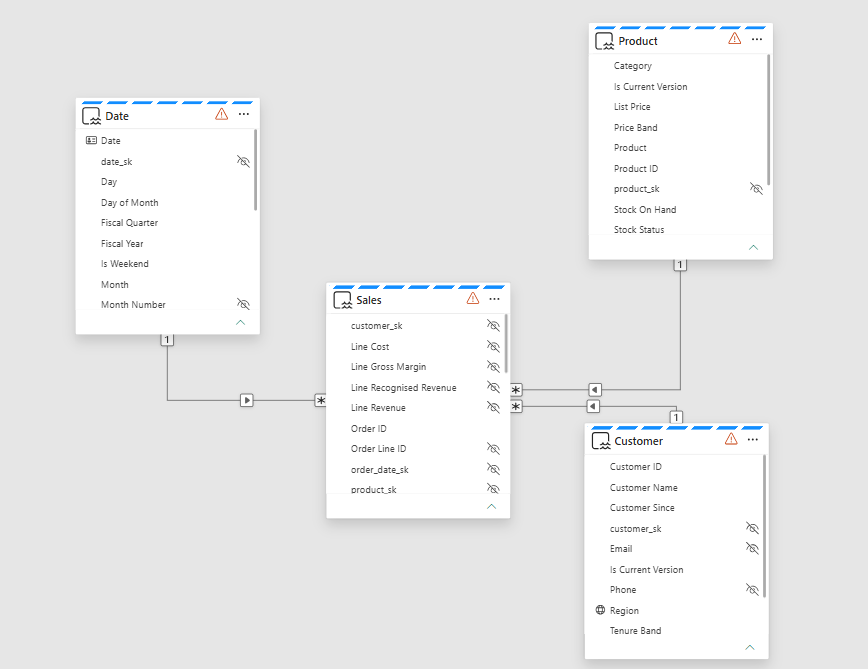 Product
Category
Is Current Version
List Price
Price Band
Product
Product ID
product_sk
Stock On Hand
Stock Status
1
Date
Date
date_sk
Day
Day of Month
Fiscal Quarter
Fiscal Year
Is Weekend
Month
Month Number
1
Sales
customer_sk
Line Cost
Line Gross Margin
Line Recognised Revenue
Line Revenue
Order ID
Order Line ID
order_date_sk
product_sk
*
*
*
1
Customer
Customer ID
Customer Name
Customer Since
customer_sk
Email
Is Current Version
Phone
Region
Tenure Band